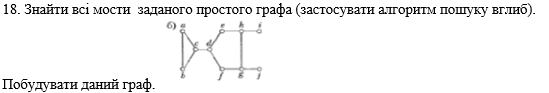 18. Знайти всі мости заданого простого графа (застосувати алгоритм пошуку вглиб).
б) a e h i
c d
b f g j
Побудувати даний граф.